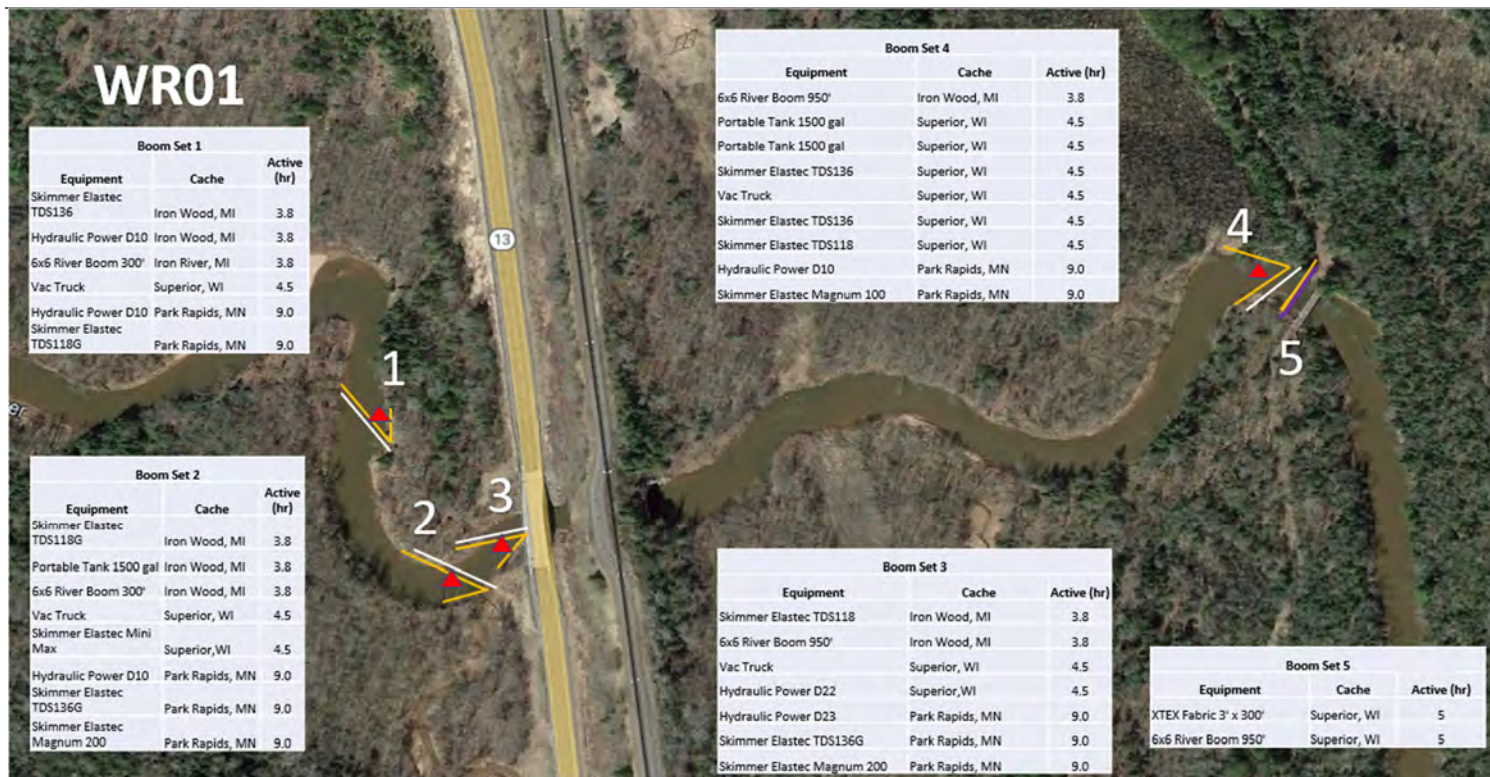 WR01
Boom Set 1
Equipment Cache Active (hr)
Skimmer Elastec TDS136 Iron Wood, MI 3.8
Hydraulic Power D10 Iron Wood, MI 3.8
6x6 River Boom 300' Iron River, MI 3.8
Vac Truck Superior, WI 4.5
Hydraulic Power D10 Park Rapids, MN 9.0
Skimmer Elastec TDS118G Park Rapids, MN 9.0
Boom Set 2
Equipment Cache Active (hr)
Skimmer Elastec TDS118G Iron Wood, MI 3.8
Portable Tank 1500 gal Iron Wood, MI 3.8
6x6 River Boom 300' Iron Wood, MI 3.8
Vac Truck Superior, WI 4.5
Skimmer Elastec Mini Max Superior,WI 4.5
Hydraulic Power D10 Park Rapids, MN 9.0
Skimmer Elastec TDS136G Park Rapids, MN 9.0
Skimmer Elastec Magnum 200 Park Rapids, MN 9.0
er
1
2
3
13
Boom Set 4
Equipment Cache Active (hr)
6x6 River Boom 950' Iron Wood, MI 3.8
Portable Tank 1500 gal Superior, WI 4.5
Portable Tank 1500 gal Superior, WI 4.5
Skimmer Elastec TDS136 Superior, WI 4.5
Vac Truck Superior, WI 4.5
Skimmer Elastec TDS136 Superior, WI 4.5
Skimmer Elastec TDS118 Superior, WI 4.5
Hydraulic Power D10 Park Rapids, MN 9.0
Skimmer Elastec Magnum 100 Park Rapids, MN 9.0
4
5
Boom Set 3
Equipment Cache Active (hr)
Skimmer Elastec TDS118 Iron Wood, MI 3.8
6x6 River Boom 950' Iron Wood, MI 3.8
Vac Truck Superior, WI 4.5
Hydraulic Power D22 Superior,WI 4.5
Hydraulic Power D23 Park Rapids, MN 9.0
Skimmer Elastec TDS136G Park Rapids, MN 9.0
Skimmer Elastec Magnum 200 Park Rapids, MN 9.0
Boom Set 5
Equipment Cache Active (hr)
XTEX Fabric 3' x 300' Superior, WI 5
6x6 River Boom 950' Superior, WI 5